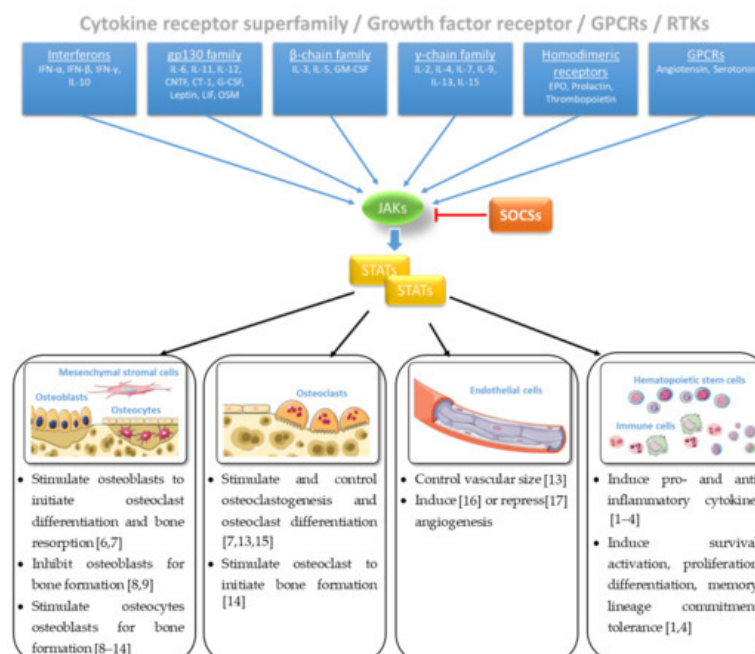 Cytokine receptor superfamily / Growth factor receptor / GPCRs / RTKs
Interferons
IFN-α, IFN-β, IFN-γ,
IL-10
gp130 family
IL-6, IL-11, IL-12,
CNTF, CT-1, G-CSF,
Leptin, LIF, OSM
β-chain family
IL-3, IL-5, GM-CSF
γ-chain family
IL-2, IL-4, IL-7, IL-9,
IL-13, IL-15
Homodimeric
receptors
EPO, Prolactin,
Thrombopoietin
GPCRs
Angiotensin, Serotonin
JAKs
SOCSs
STATs
STATs
Mesenchymal stromal cells
Osteoblasts
Osteocytes
• Stimulate osteoblasts to
initiate osteoclast
differentiation and bone
resorption [6,7]
• Inhibit osteoblasts for
bone formation [8,9]
• Stimulate osteocytes
osteoblasts for bone
formation [8–14]
Osteoclasts
• Stimulate and control
osteoclastogenesis and
osteoclast differentiation
[7,13,15]
• Stimulate osteoclast to
initiate bone formation
[14]
Endothelial cells
• Control vascular size [13]
• Induce [16] or repress[17]
angiogenesis
Hematopoietic stem cells
Immune cells
• Induce pro- and anti
inflammatory cytokine
[1–4]
• Induce survival
activation, proliferation
differentiation, memory
lineage commitment
tolerance [1,4]